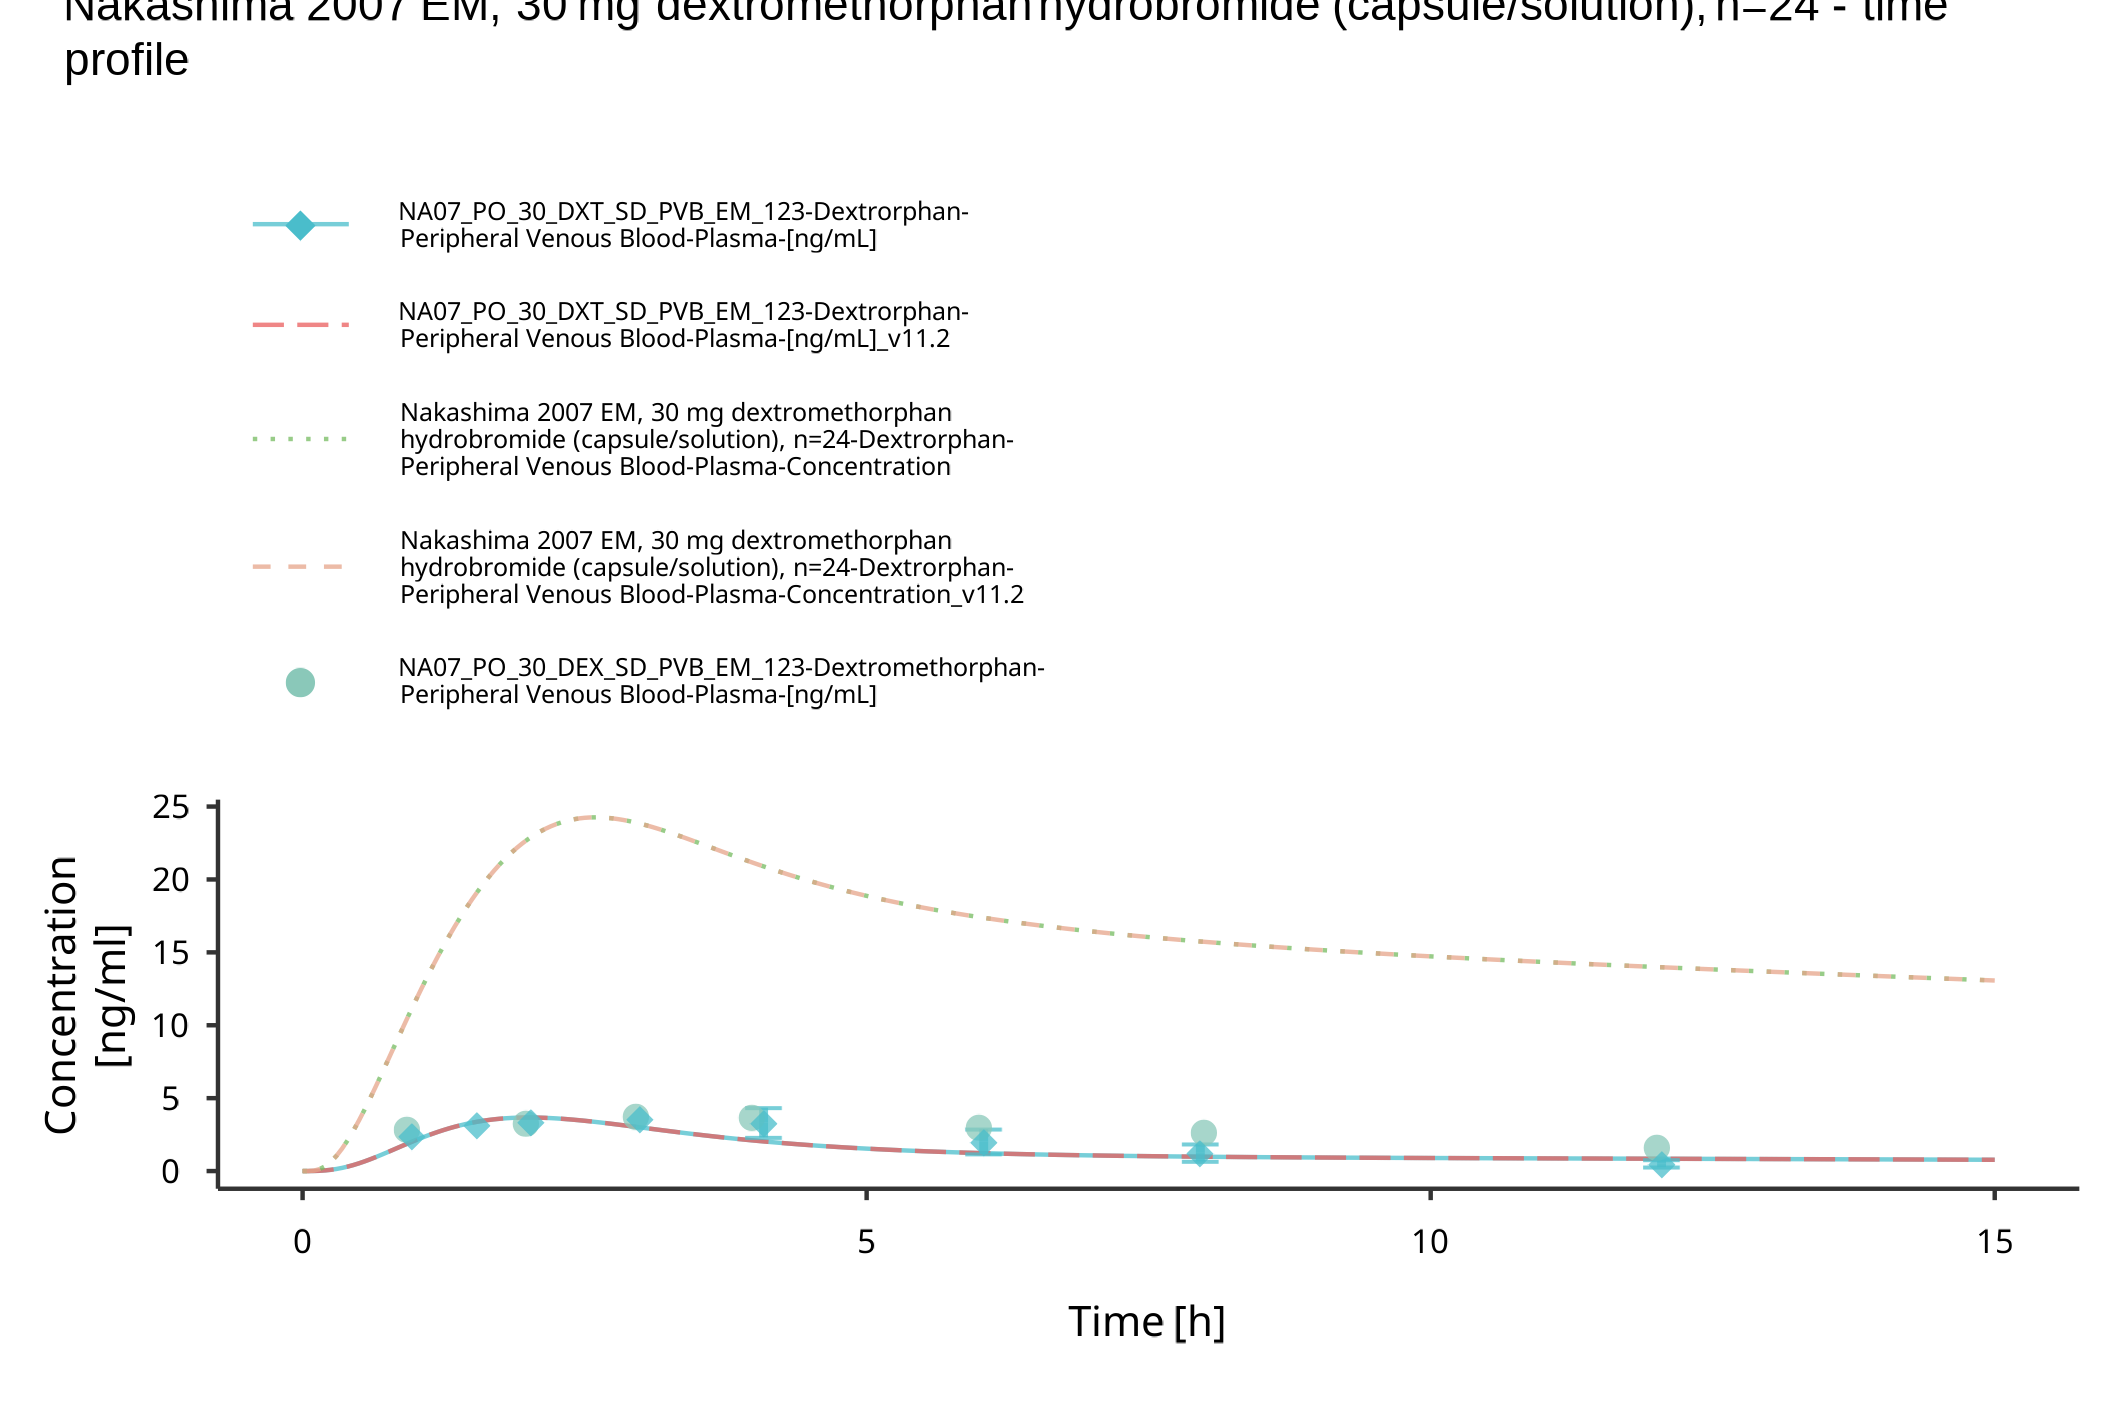 Nakashima 2007 EM, 30 mg dextromethorphan hydrobromide (capsule/solution), n=24 - time
profile
NA07_PO_30_DXT_SD_PVB_EM_123-Dextrorphan-
Peripheral Venous Blood-Plasma-[ng/mL]
NA07_PO_30_DXT_SD_PVB_EM_123-Dextrorphan-
Peripheral Venous Blood-Plasma-[ng/mL]_v11.2
Nakashima 2007 EM, 30 mg dextromethorphan
hydrobromide (capsule/solution), n=24-Dextrorphan-
Peripheral Venous Blood-Plasma-Concentration
Nakashima 2007 EM, 30 mg dextromethorphan
hydrobromide (capsule/solution), n=24-Dextrorphan-
Peripheral Venous Blood-Plasma-Concentration_v11.2
NA07_PO_30_DEX_SD_PVB_EM_123-Dextromethorphan-
Peripheral Venous Blood-Plasma-[ng/mL]
Concentration
[ng/ml]
25
20
15
10
5
0
0 5 10 15
Time [h]